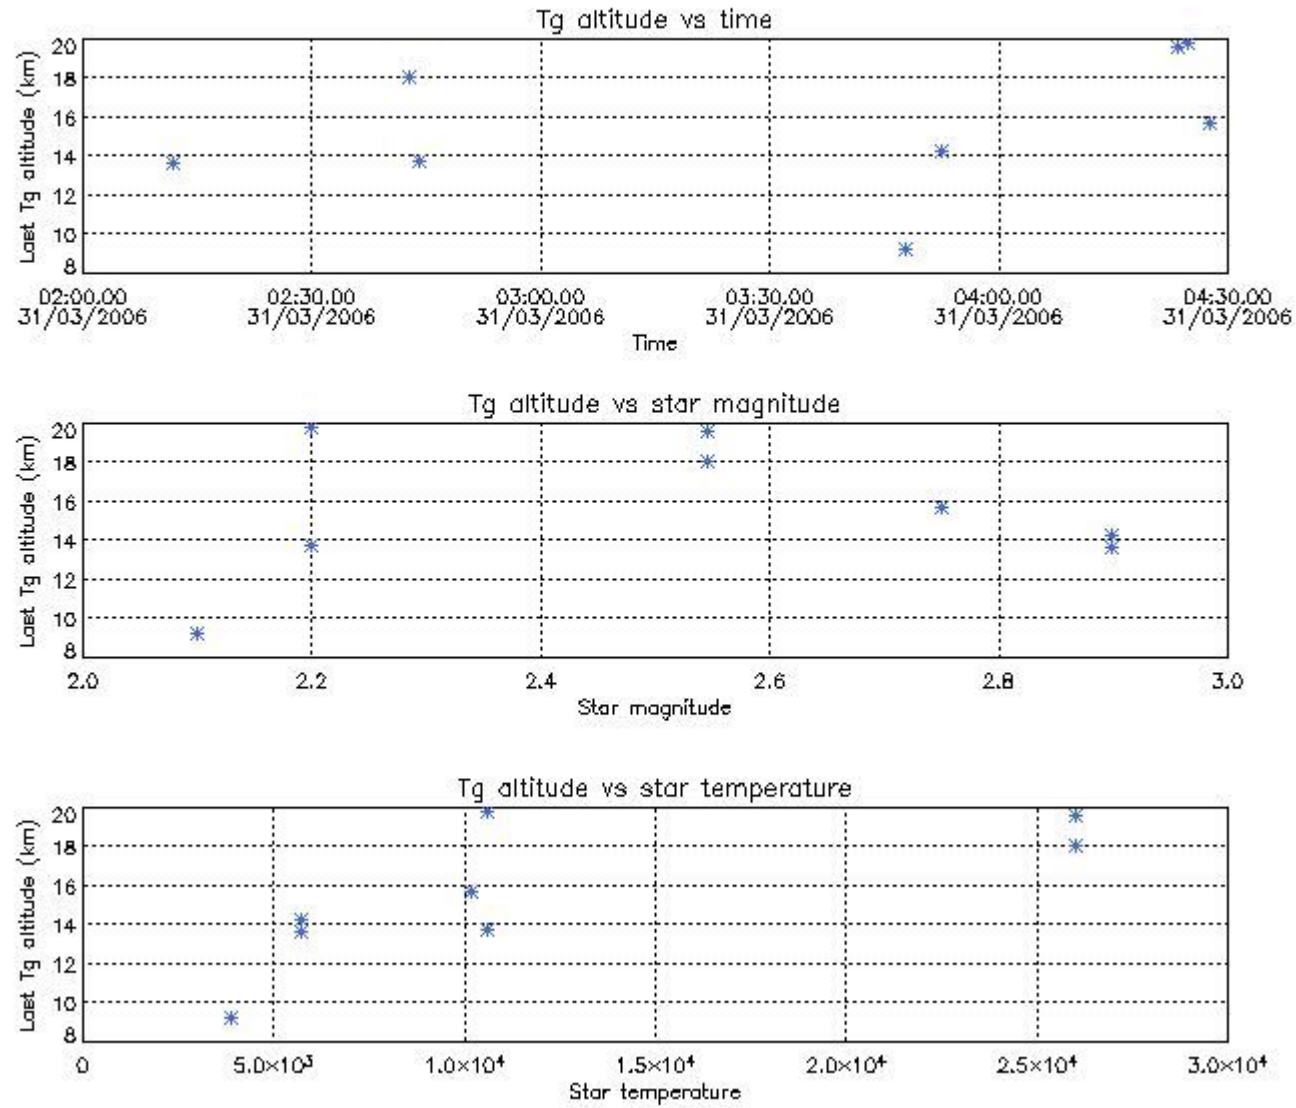 Tg altitude vs time
Last Tg altitude (km)
20
18
16
14
12
10
8
02:00.00 02:30.00 03:00.00 03:30.00 04:00.00 04:30.00
31/03/2006 31/03/2006 31/03/2006 31/03/2006 31/03/2006 31/03/2006
Time
Tg altitude vs star magnitude
Last Tg altitude (km)
20
18
16
14
12
10
8
2.0 2.2 2.4 2.6 2.8 3.0
Star magnitude
Tg altitude vs star temperature
Last Tg altitude (km)
20
18
16
14
12
10
8
0 5.0×10³ 1.0×10⁴ 1.5×10⁴ 2.0×10⁴ 2.5×10⁴ 3.0×10⁴
Star temperature